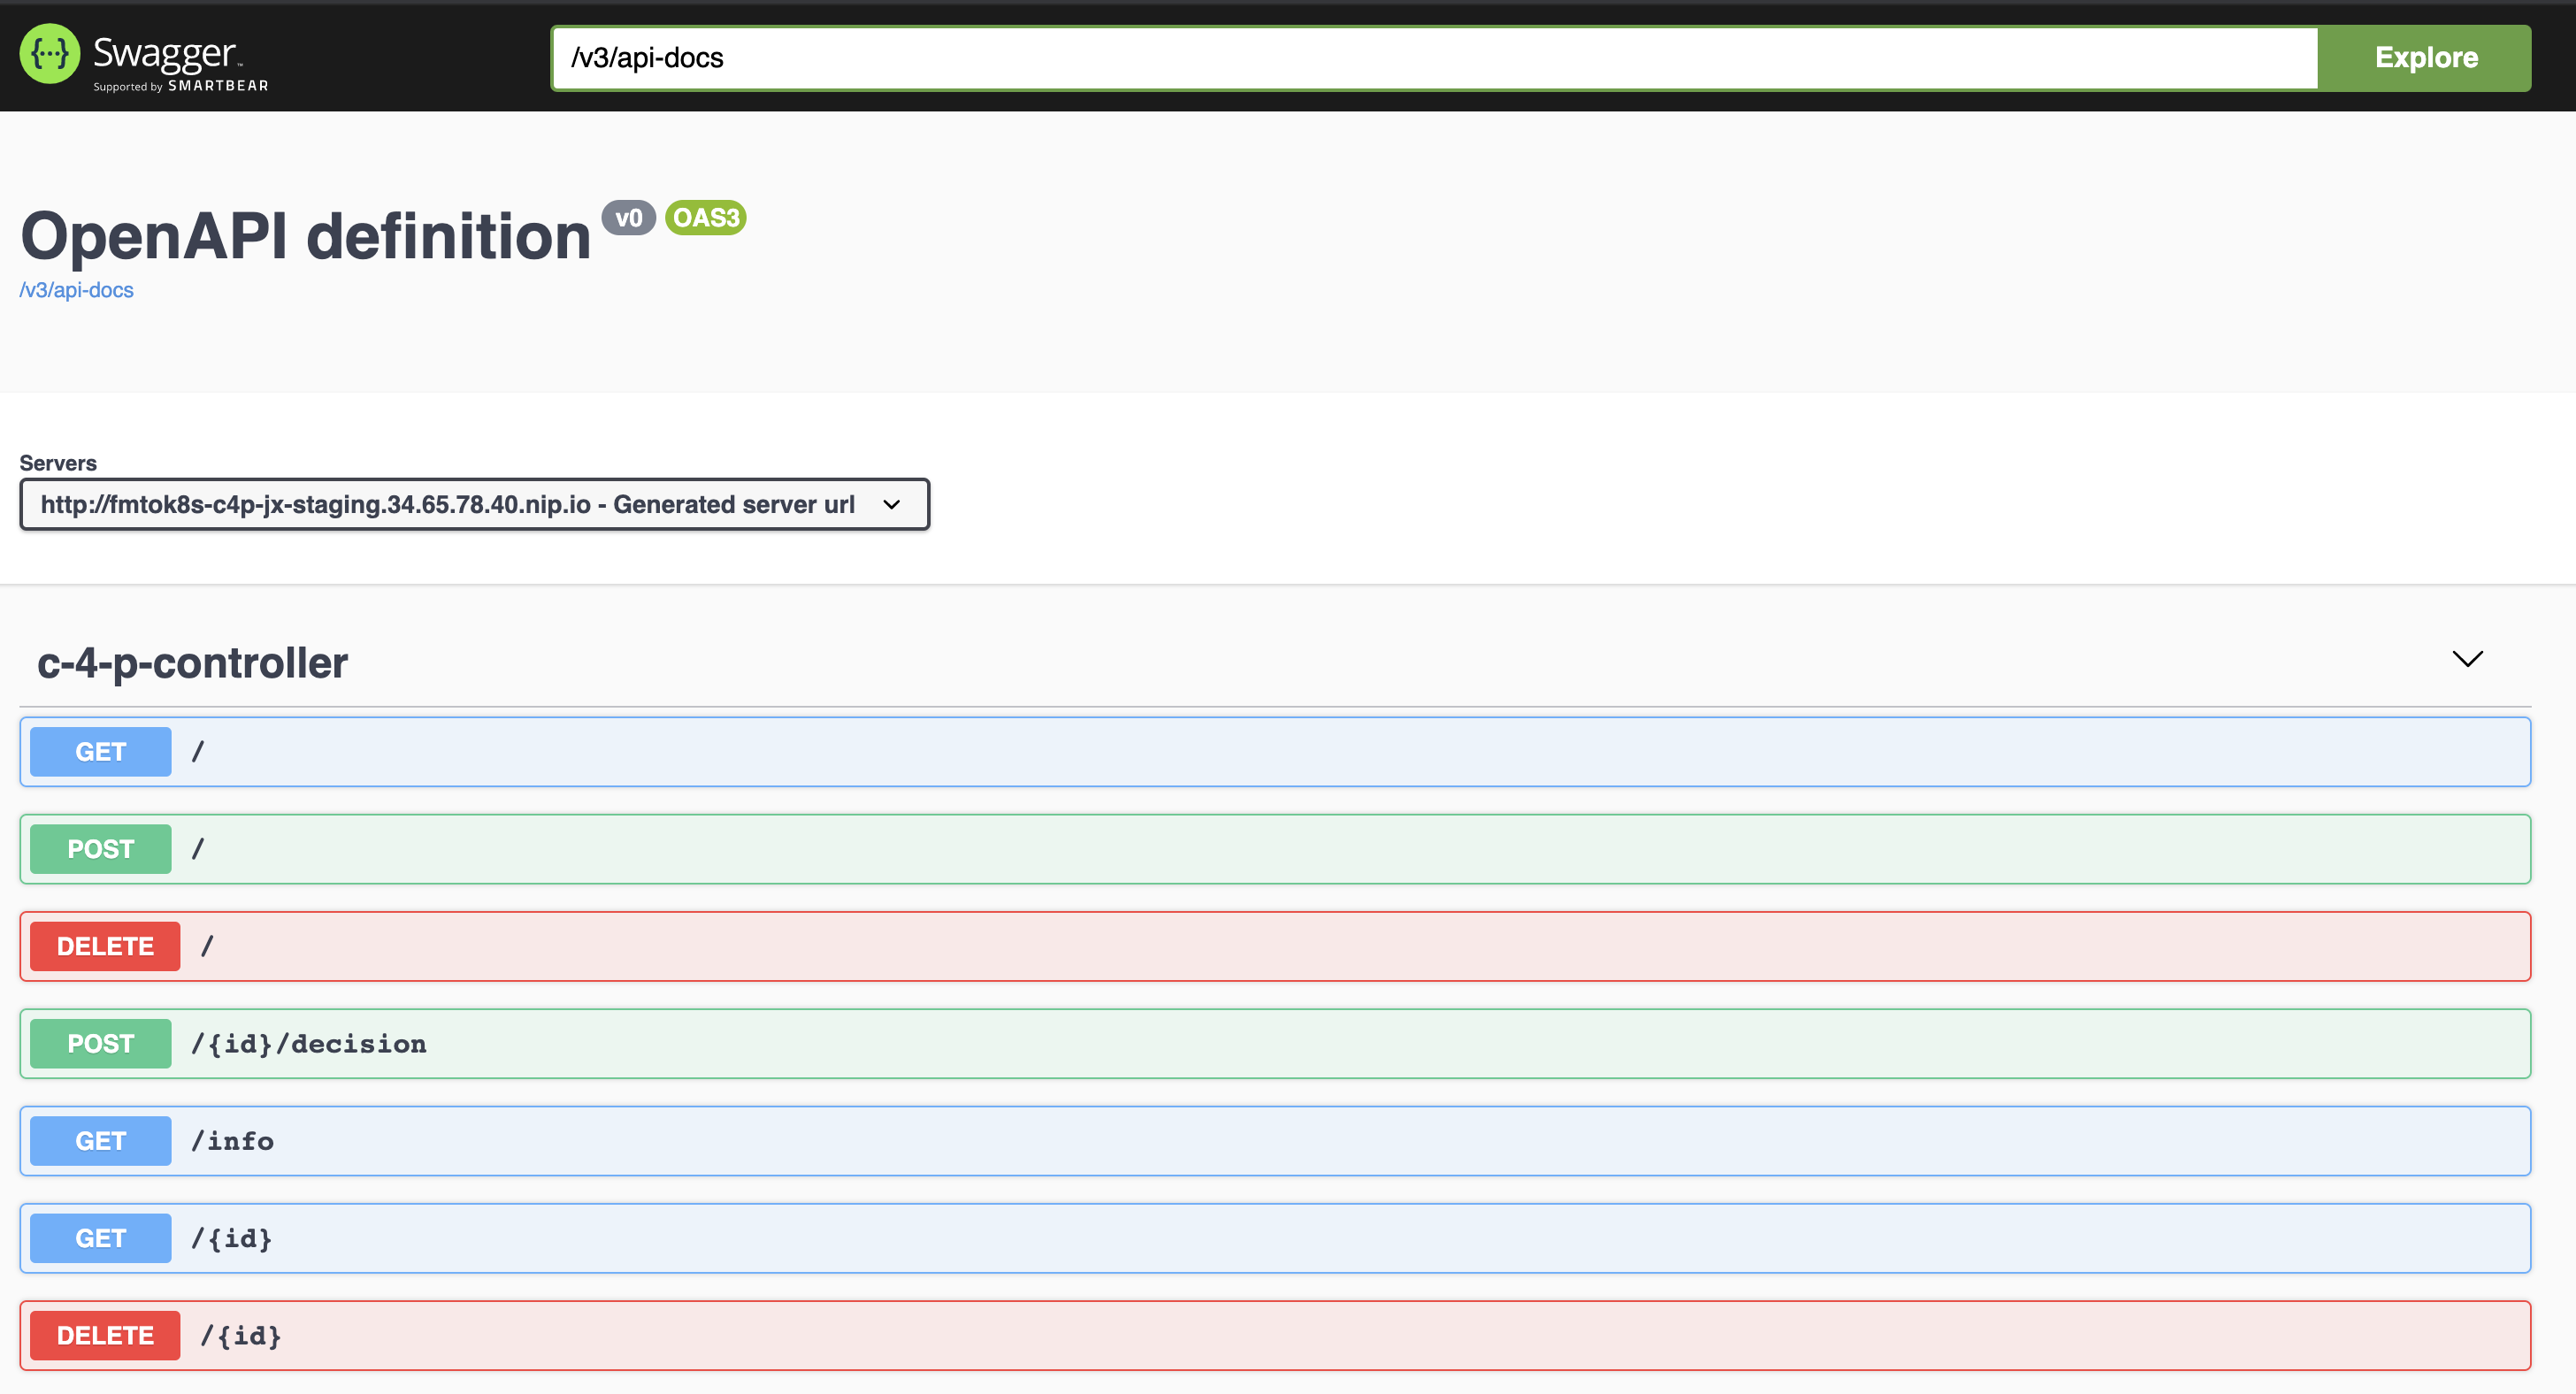 Swagger™
Supported by SMARTBEAR
/v3/api-docs
Explore
OpenAPI definition v0 OAS3
/v3/api-docs
Servers
http://fmtok8s-c4p-jx-staging.34.65.78.40.nip.io - Generated server url
c-4-p-controller
GET /
POST /
DELETE /
POST /{id}/decision
GET /info
GET /{id}
DELETE /{id}